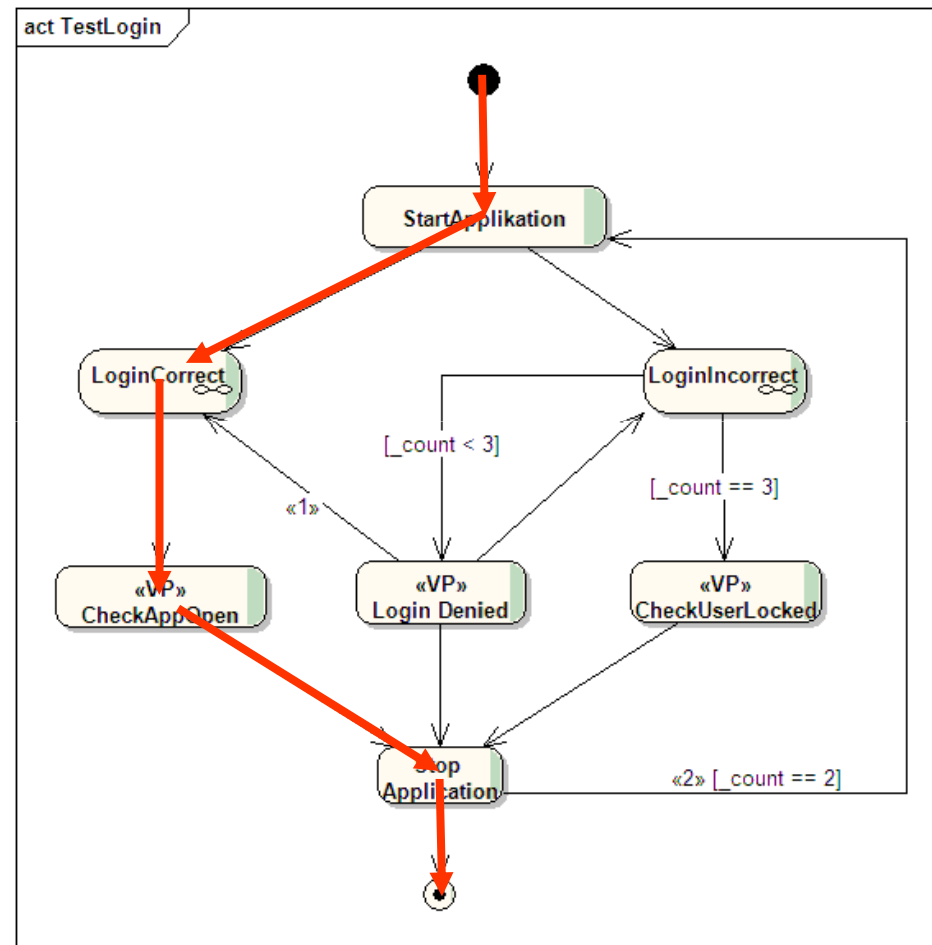 act TestLogin
StartApplikation
LoginCorrect
LoginIncorrect
[_count < 3]
[_count == 3]
«1»
«VP»
CheckAppOpen
«VP»
Login Denied
«VP»
CheckUserLocked
Stop
Application
«2» [_count == 2]